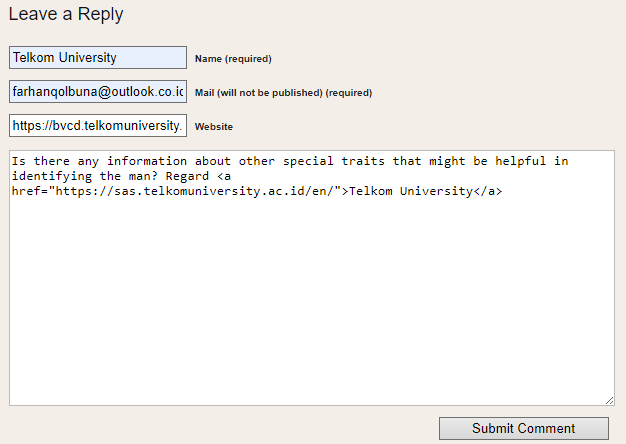 Leave a Reply
Telkom University
Name (required)
farhanqolbuna@outlook.co.ic
Mail (will not be published) (required)
https://bvcd.telkomuniversity.
Website
Is there any information about other special traits that might be helpful in
identifying the man? Regard <a
href="https://sas.telkomuniversity.ac.id/en/">Telkom University</a>
Submit Comment